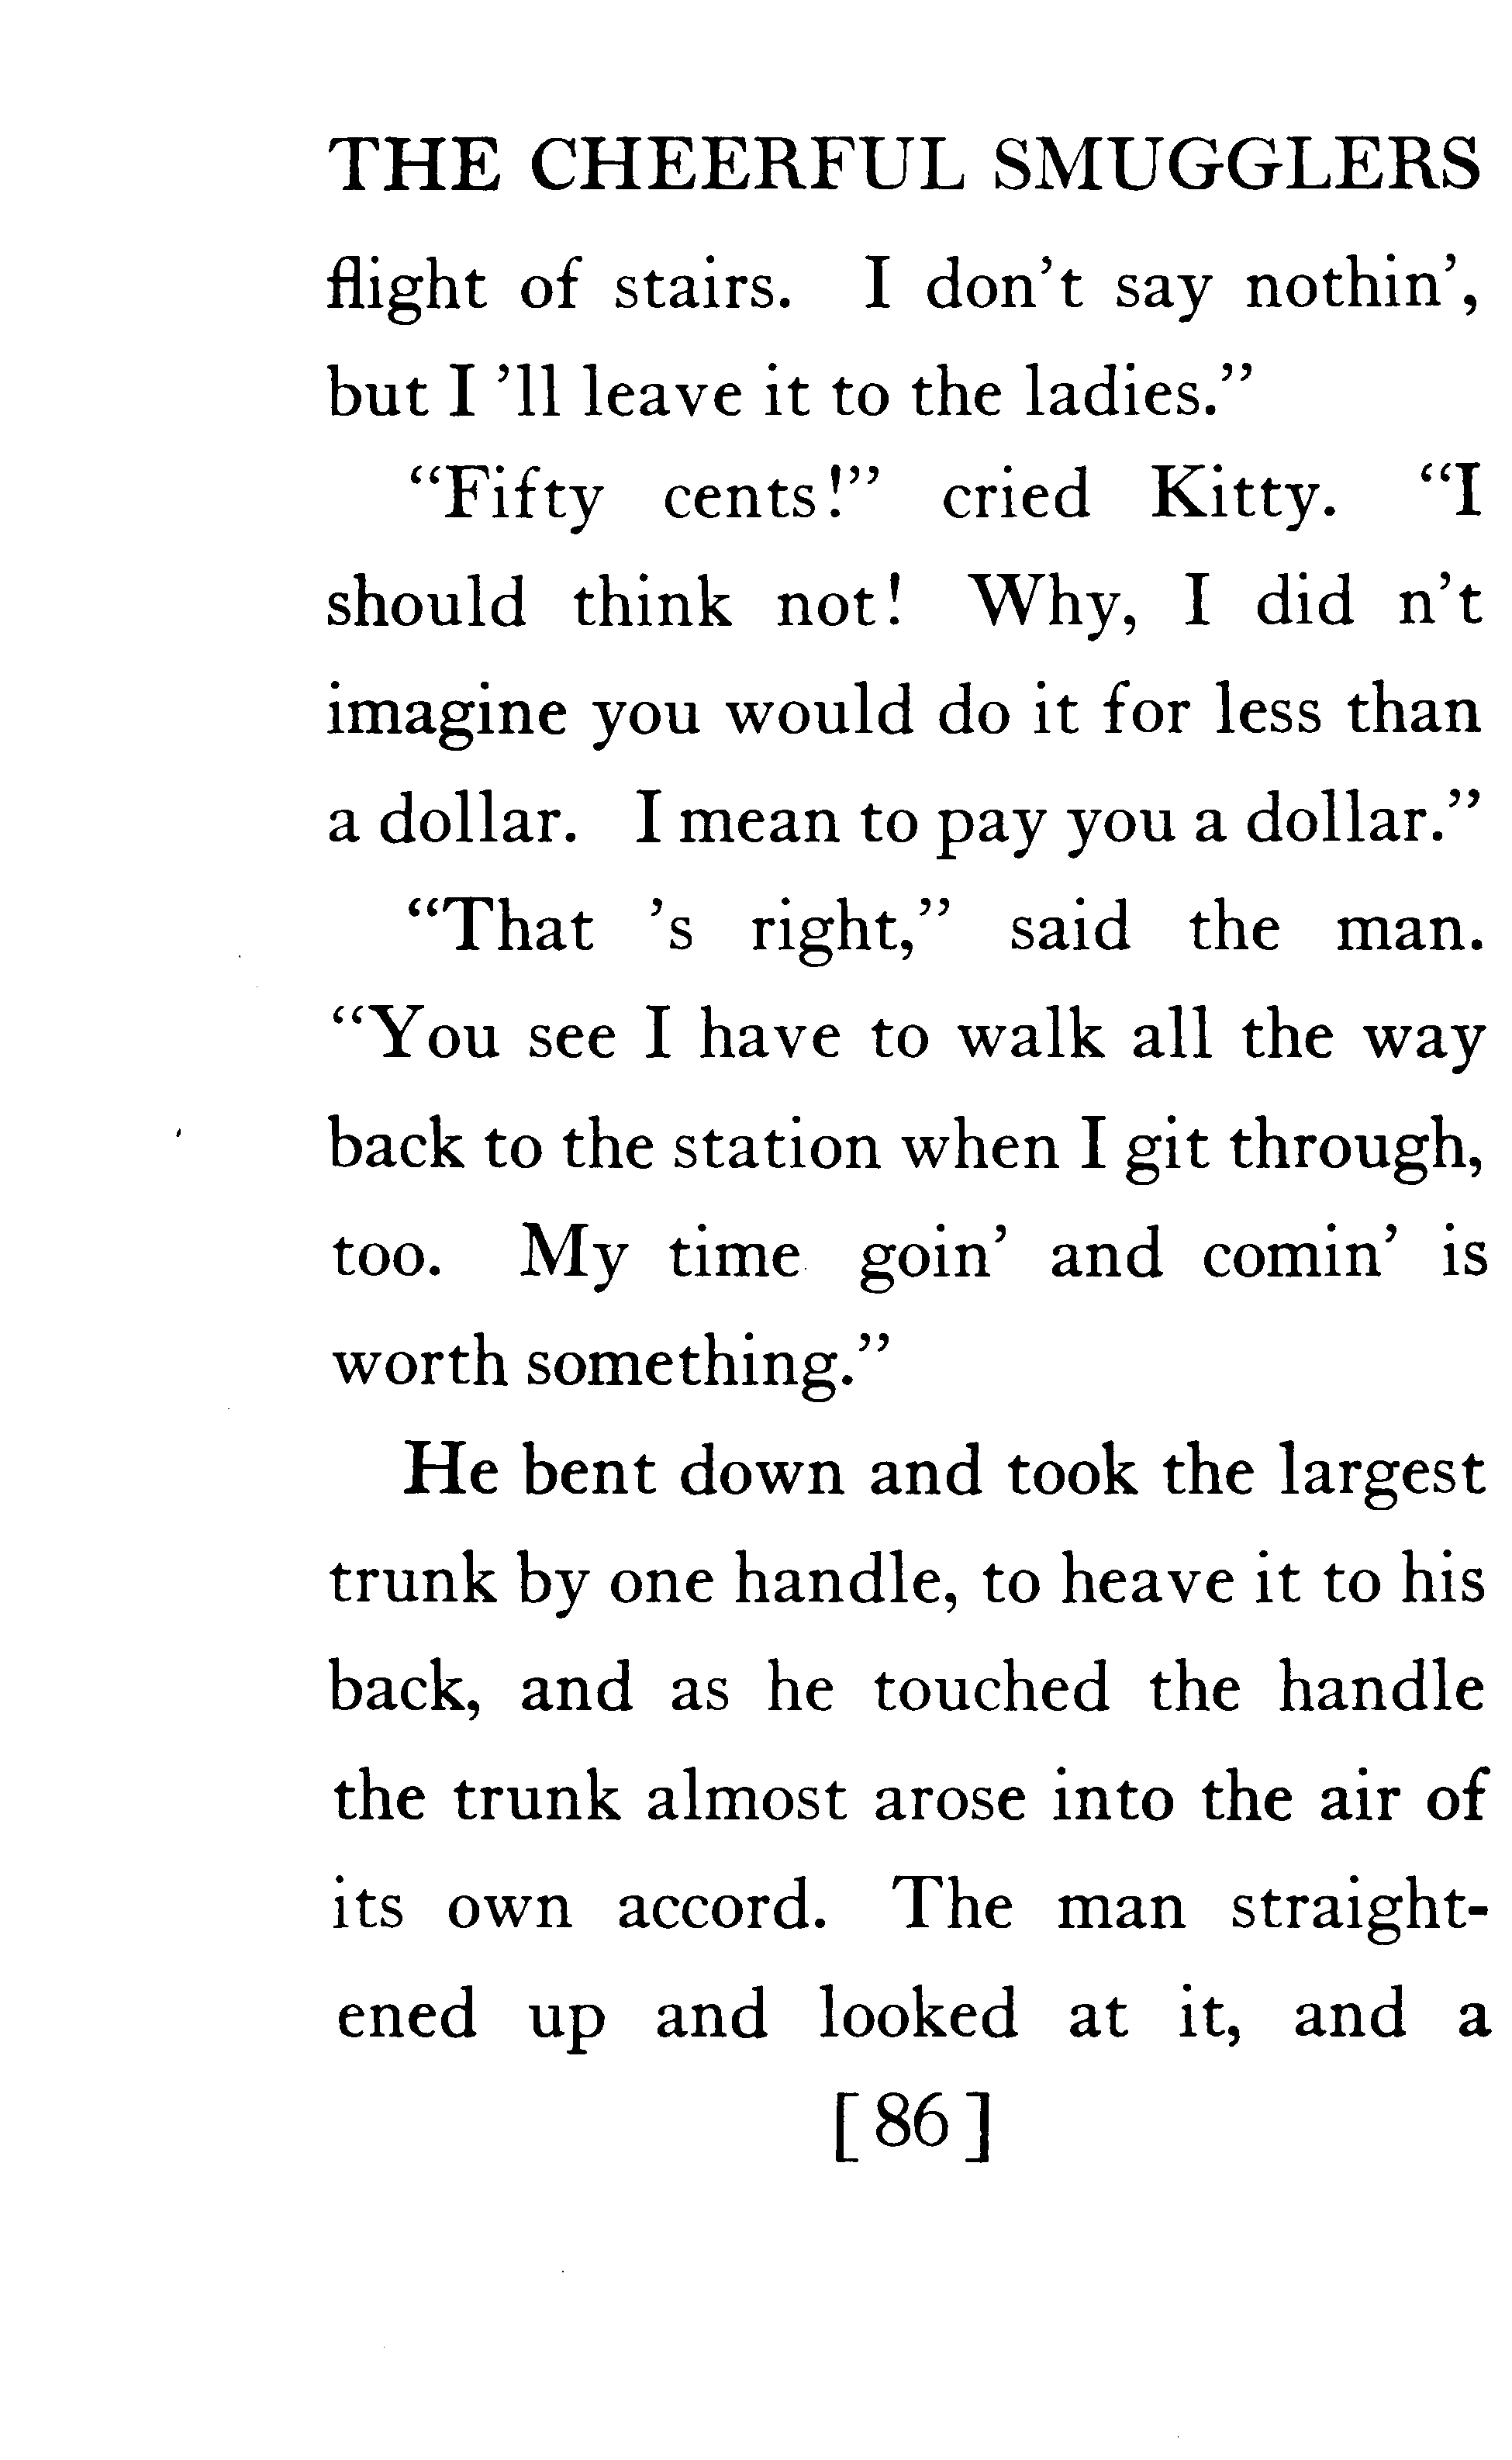 THE CHEERFUL SMUGGLERS
flight of stairs. I don't say nothin',
but I 'll leave it to the ladies."
"Fifty cents!" cried Kitty. "I
should think not! Why, I did n't
imagine you would do it for less than
a dollar. I mean to pay you a dollar."
"That 's right," said the man.
"You see I have to walk all the way
back to the station when I git through,
too. My time goin' and comin' is
worth something."
He bent down and took the largest
trunk by one handle, to heave it to his
back, and as he touched the handle
the trunk almost arose into the air of
its own accord. The man straight-
ened up and looked at it, and a
[86]